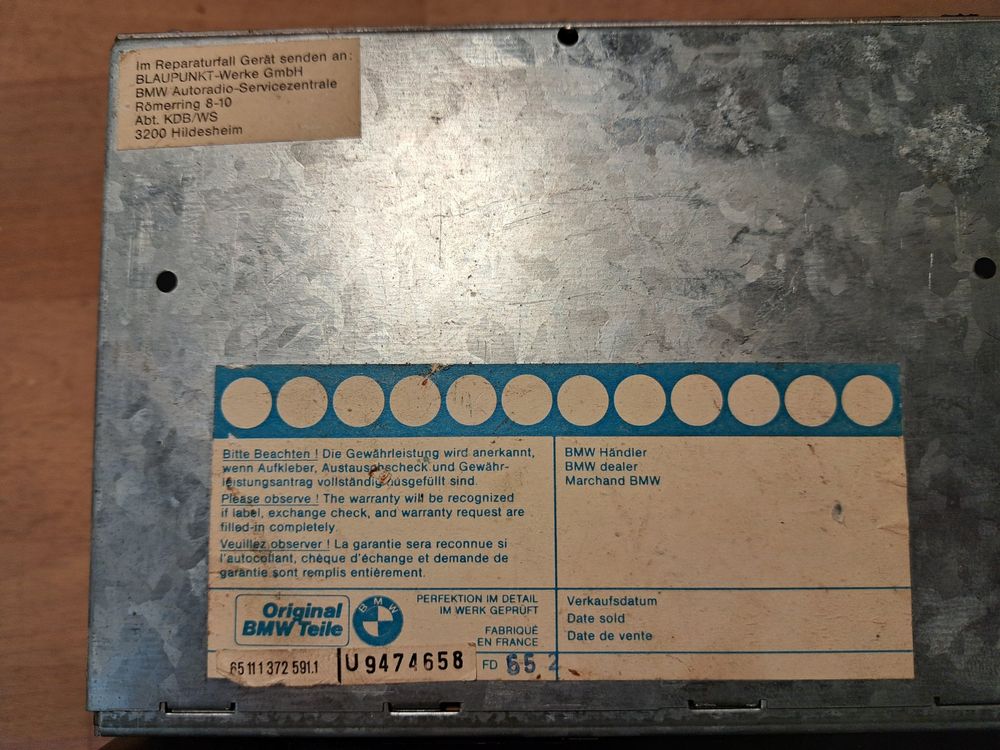 Im Reparaturfall Gerät senden an:
BLAUPUNKT-Werke GmbH
BMW Autoradio-Servicezentrale
Römerring 8-10
Abt. KDB/WS
3200 Hildesheim
Bitte Beachten ! Die Gewährleistung wird anerkannt,
wenn Aufkleber, Austauschscheck und Gewähr-
leistungsantrag vollständig ausgefüllt sind.
Please observe ! The warranty will be recognized
if label, exchange check, and warranty request are
filled-in completely.
Veuillez observer ! La garantie sera reconnue si
l'autocollant, chèque d'échange et demande de
garantie sont remplis entièrement.
BMW Händler
BMW dealer
Marchand BMW
Original
BMW Teile
BMW
PERFEKTION IM DETAIL
IM WERK GEPRÜFT
FABRIQUÉ
EN FRANCE
Verkaufsdatum
Date sold
Date de vente
65 11 1 372 591.1
U9474658
FD 652